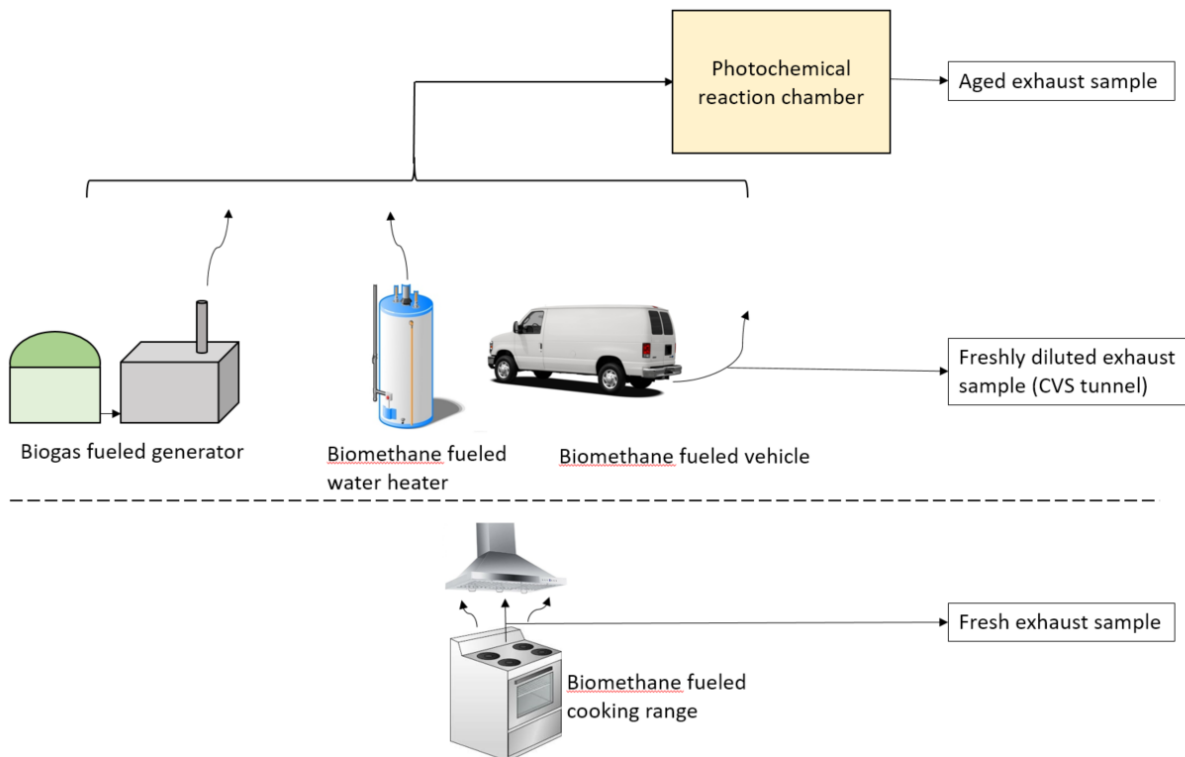 Photochemical
reaction chamber
Aged exhaust sample
Freshly diluted exhaust
sample (CVS tunnel)
Biogas fueled generator
Biomethane fueled
water heater
Biomethane fueled vehicle
Fresh exhaust sample
Biomethane fueled
cooking range